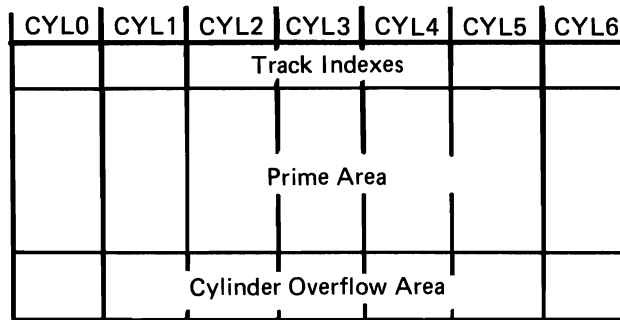 CYL0 CYL1 CYL2 CYL3 CYL4 CYL5 CYL6
Track Indexes
Prime Area
Cylinder Overflow Area